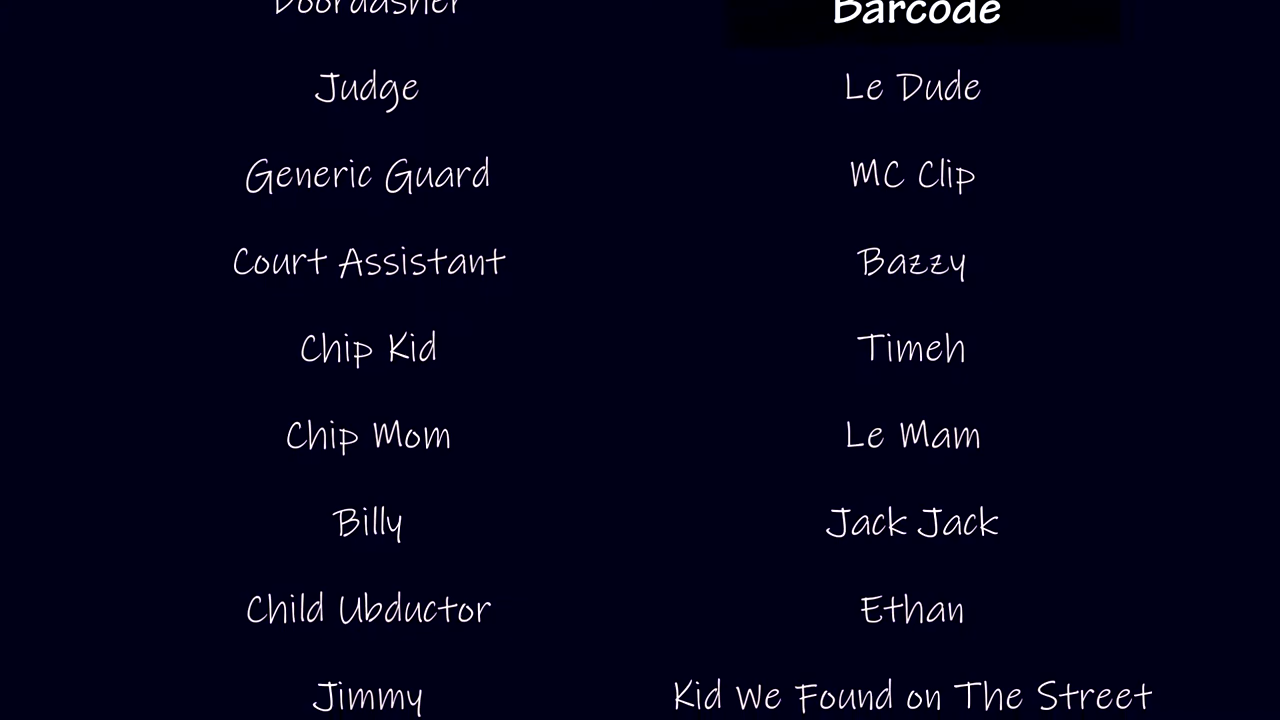 Doordasher Barcode
Judge Le Dude
Generic Guard MC Clip
Court Assistant Bazzy
Chip Kid Timeh
Chip Mom Le Mam
Billy Jack Jack
Child Ubductor Ethan
Jimmy Kid We Found on The Street